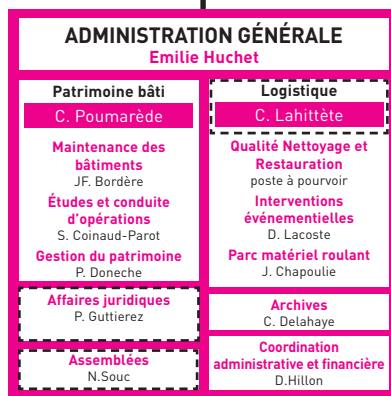 ADMINISTRATION GÉNÉRALE
Emilie Huchet
Patrimoine bâti
C. Poumarède
Maintenance des
bâtiments
JF. Bordère
Études et conduite
d'opérations
S. Coinaud-Parot
Gestion du patrimoine
P. Doneche
Affaires juridiques
P. Guttierez
Assemblées
N.Souc
Logistique
C. Lahittète
Qualité Nettoyage et
Restauration
poste à pourvoir
Interventions
événementielles
D. Lacoste
Parc matériel roulant
J. Chapoulie
Archives
C. Delahaye
Coordination
administrative et financière
D.Hillon